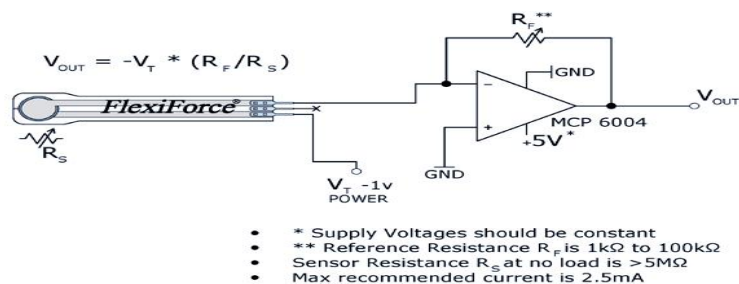 R_F**
V_OUT = -V_T * (R_F/R_S)
GND
FlexiForce®
-
V_OUT
MCP 6004
+
+5V*
R_S
GND
V_T -1v
POWER
• * Supply Voltages should be constant
• ** Reference Resistance R_F is 1kΩ to 100kΩ
• Sensor Resistance R_S at no load is >5MΩ
• Max recommended current is 2.5mA